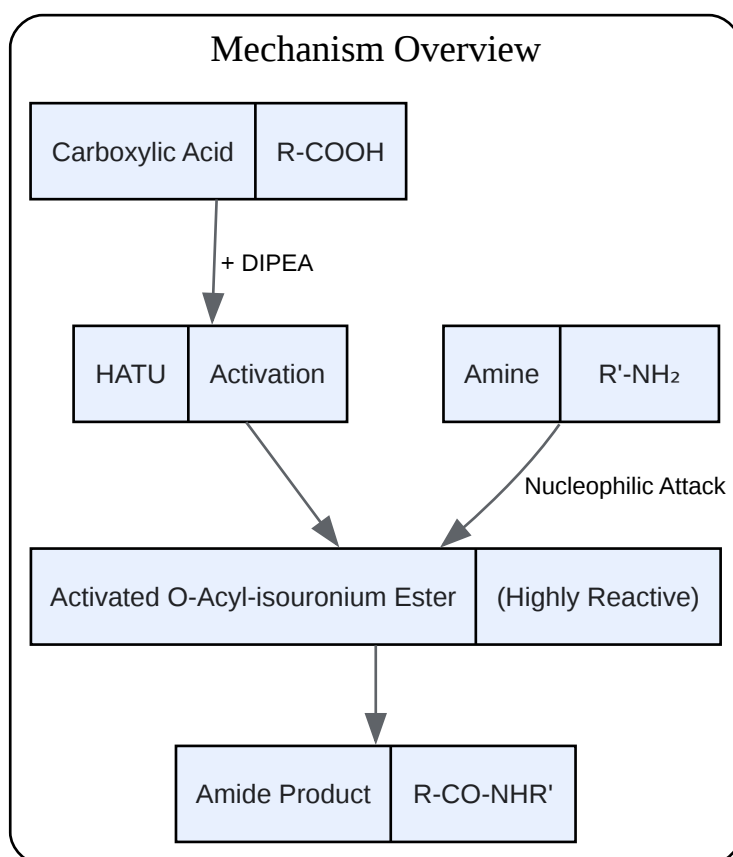 Mechanism Overview
Carboxylic Acid R-COOH
+ DIPEA
HATU Activation
Amine R'-NH₂
Nucleophilic Attack
Activated O-Acyl-isouronium Ester (Highly Reactive)
Amide Product R-CO-NHR'